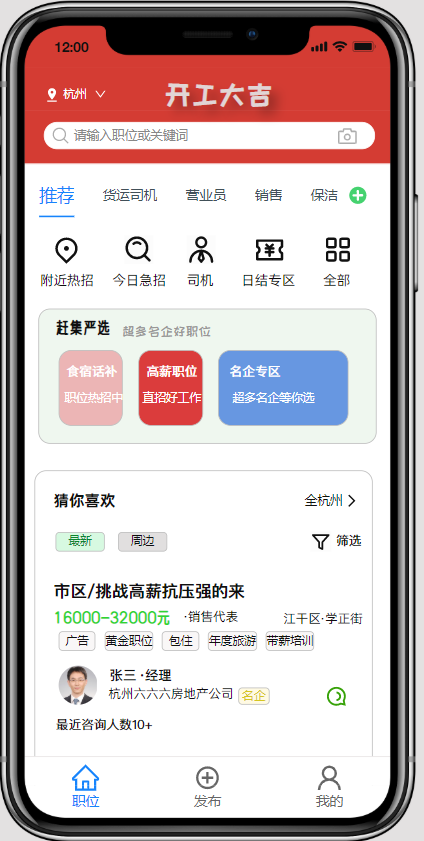 12:00
杭州 开工大吉
请输入职位或关键词
推荐 货运司机 营业员 销售 保洁
附近热招 今日急招 司机 日结专区 全部
赶集严选 超多名企好职位
食宿话补 高薪职位 名企专区
职位热招中 直招好工作 超多名企等你选
猜你喜欢 全杭州
最新 周边 筛选
市区/挑战高薪抗压强的来
16000-32000元 ·销售代表 江干区·学正街
广告 黄金职位 包住 年度旅游 带薪培训
张三 ·经理
杭州六六六房地产公司 名企
最近咨询人数10+
职位 发布 我的